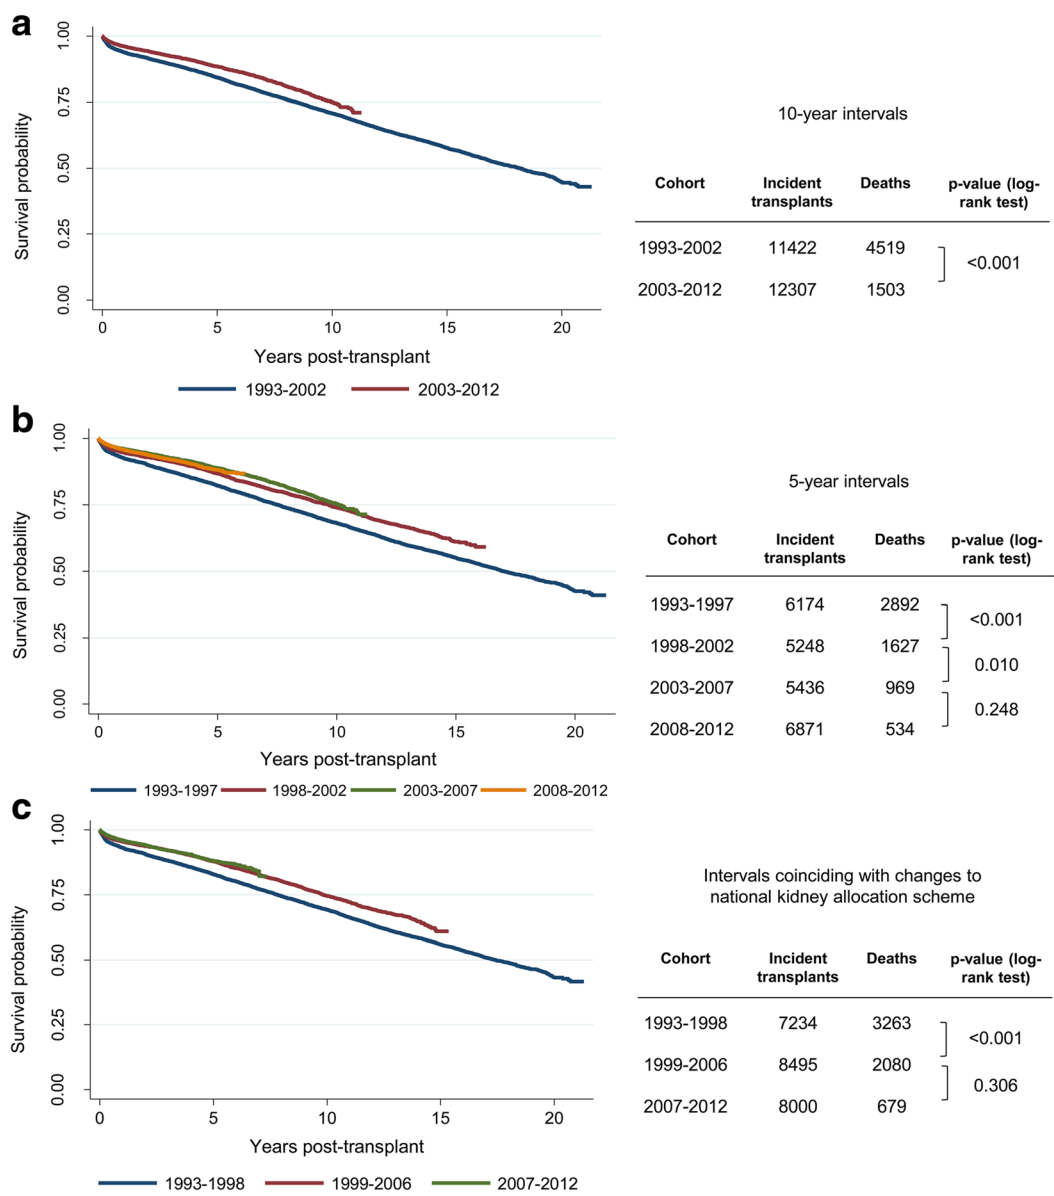 a
1.00
0.75
0.50
0.25
0.00
Survival probability
0 5 10 15 20
Years post-transplant
1993-2002 2003-2012
10-year intervals
Cohort Incident transplants Deaths p-value (log-rank test)
1993-2002 11422 4519
<0.001
2003-2012 12307 1503
b
1.00
0.75
0.50
0.25
0.00
Survival probability
0 5 10 15 20
Years post-transplant
1993-1997 1998-2002 2003-2007 2008-2012
5-year intervals
Cohort Incident transplants Deaths p-value (log-rank test)
1993-1997 6174 2892
<0.001
1998-2002 5248 1627
0.010
2003-2007 5436 969
0.248
2008-2012 6871 534
c
1.00
0.75
0.50
0.25
0.00
Survival probability
0 5 10 15 20
Years post-transplant
1993-1998 1999-2006 2007-2012
Intervals coinciding with changes to
national kidney allocation scheme
Cohort Incident transplants Deaths p-value (log-rank test)
1993-1998 7234 3263
<0.001
1999-2006 8495 2080
0.306
2007-2012 8000 679